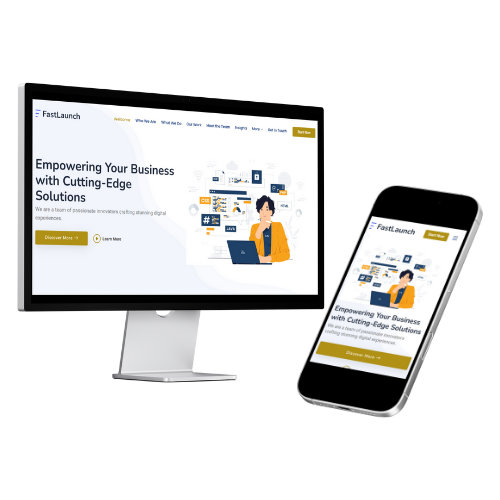 FastLaunch
Welcome Who We Are What We Do Our Work Meet the Team Insights More Get in Touch Start Now
Empowering Your Business
with Cutting-Edge
Solutions
We are a team of passionate innovators crafting stunning digital
experiences.
Discover More → Learn More
CSS
HTML
JAVA
FastLaunch
Start Now
Empowering Your Business
with Cutting-Edge Solutions
We are a team of passionate innovators
crafting stunning digital experiences.
Discover More →